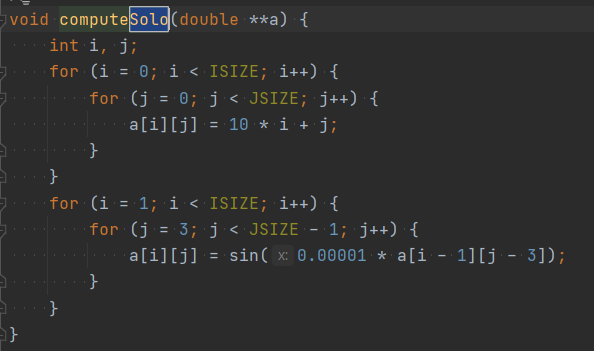 void computeSolo(double **a) {
    int i, j;
    for (i = 0; i < ISIZE; i++) {
        for (j = 0; j < JSIZE; j++) {
            a[i][j] = 10 * i + j;
        }
    }
    for (i = 1; i < ISIZE; i++) {
        for (j = 3; j < JSIZE - 1; j++) {
            a[i][j] = sin( x: 0.00001 * a[i - 1][j - 3]);
        }
    }
}